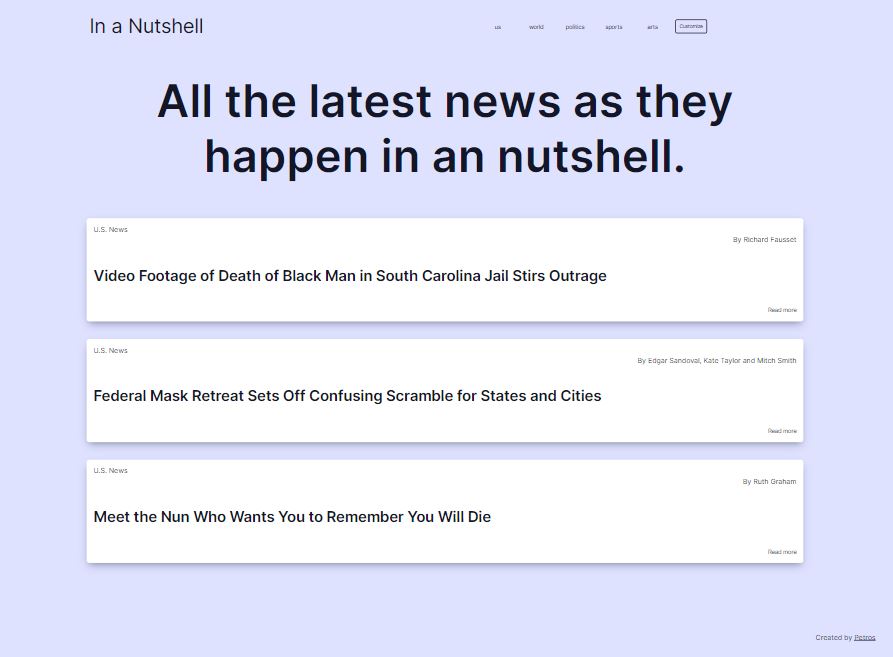 In a Nutshell
us world politics sports arts Customize
All the latest news as they
happen in an nutshell.
U.S. News
By Richard Fausset
Video Footage of Death of Black Man in South Carolina Jail Stirs Outrage
Read more
U.S. News
By Edgar Sandoval, Kate Taylor and Mitch Smith
Federal Mask Retreat Sets Off Confusing Scramble for States and Cities
Read more
U.S. News
By Ruth Graham
Meet the Nun Who Wants You to Remember You Will Die
Read more
Created by Petros